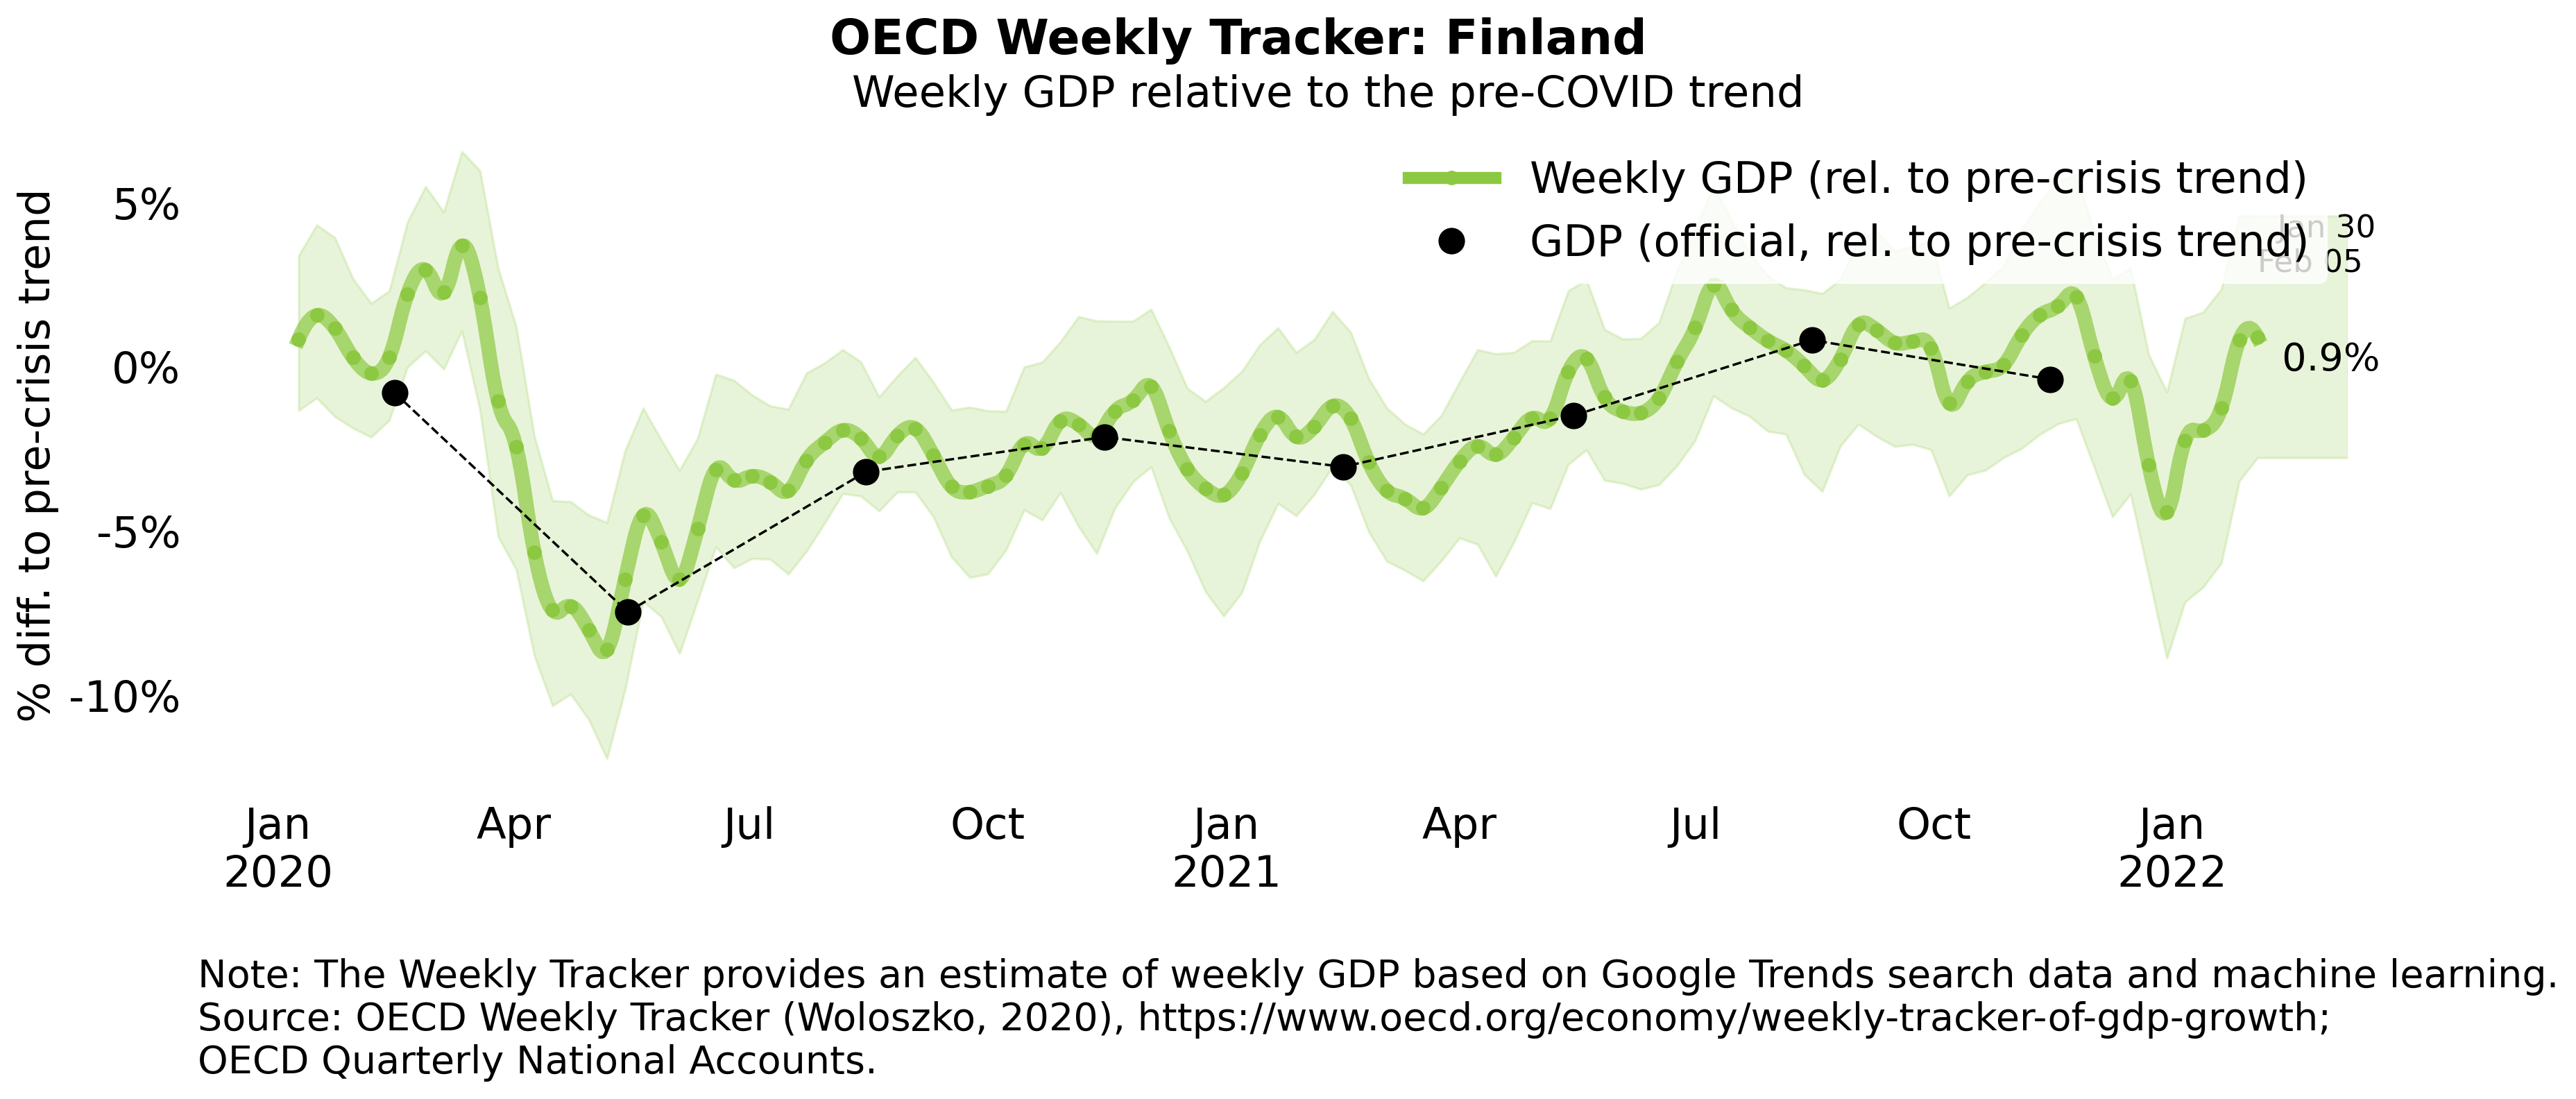 OECD Weekly Tracker: Finland
Weekly GDP relative to the pre-COVID trend
% diff. to pre-crisis trend
5%
0%
-5%
-10%
Weekly GDP (rel. to pre-crisis trend)
GDP (official, rel. to pre-crisis trend)
Jan 30
Feb 05
0.9%
Jan
2020
Apr
Jul
Oct
Jan
2021
Apr
Jul
Oct
Jan
2022
Note: The Weekly Tracker provides an estimate of weekly GDP based on Google Trends search data and machine learning.
Source: OECD Weekly Tracker (Woloszko, 2020), https://www.oecd.org/economy/weekly-tracker-of-gdp-growth;
OECD Quarterly National Accounts.